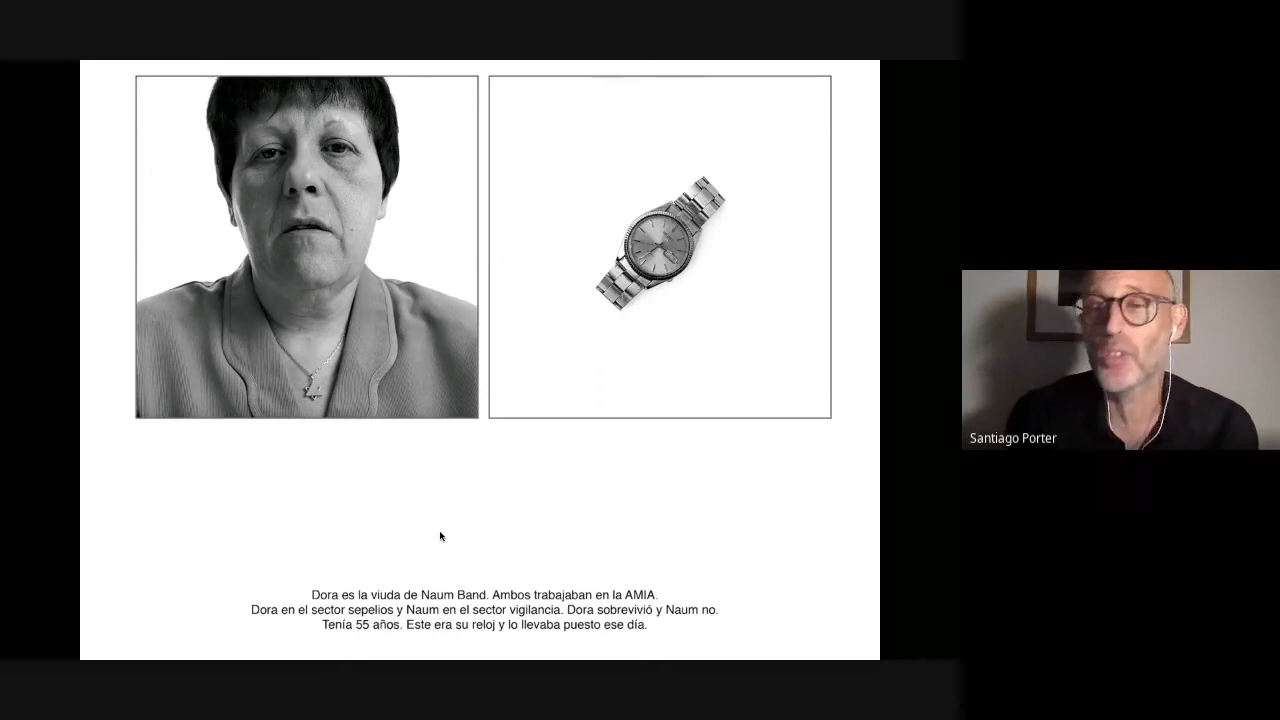 Dora es la viuda de Naum Band. Ambos trabajaban en la AMIA.
Dora en el sector sepelios y Naum en el sector vigilancia. Dora sobrevivió y Naum no.
Tenía 55 años. Este era su reloj y lo llevaba puesto ese día.
Santiago Porter